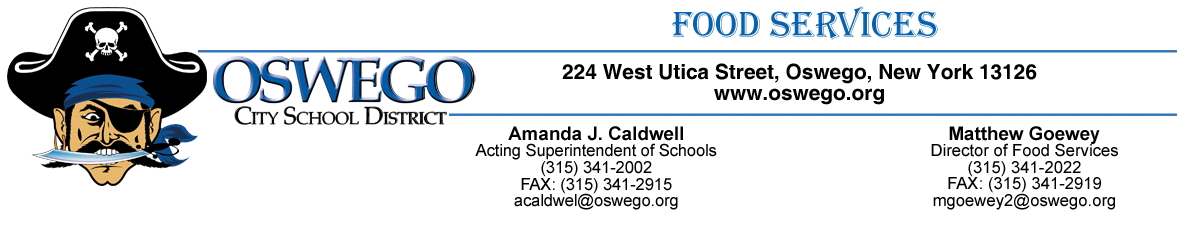 FOOD SERVICES
OSWEGO
CITY SCHOOL DISTRICT
224 West Utica Street, Oswego, New York 13126
www.oswego.org
Amanda J. Caldwell
Acting Superintendent of Schools
(315) 341-2002
FAX: (315) 341-2915
acaldwel@oswego.org
Matthew Goewey
Director of Food Services
(315) 341-2022
FAX: (315) 341-2919
mgoewey2@oswego.org